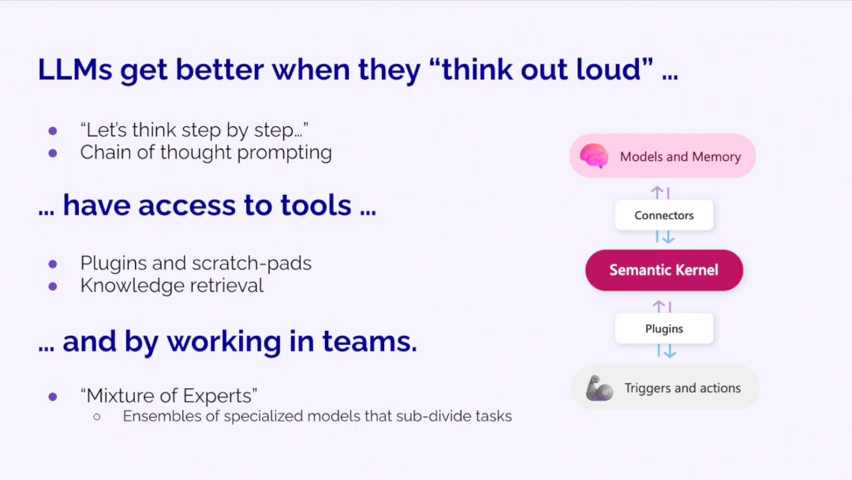 LLMs get better when they “think out loud” ...
“Let’s think step by step...”
Chain of thought prompting
... have access to tools ...
Plugins and scratch-pads
Knowledge retrieval
... and by working in teams.
“Mixture of Experts”
Ensembles of specialized models that sub-divide tasks
Models and Memory
Connectors
Semantic Kernel
Plugins
Triggers and actions